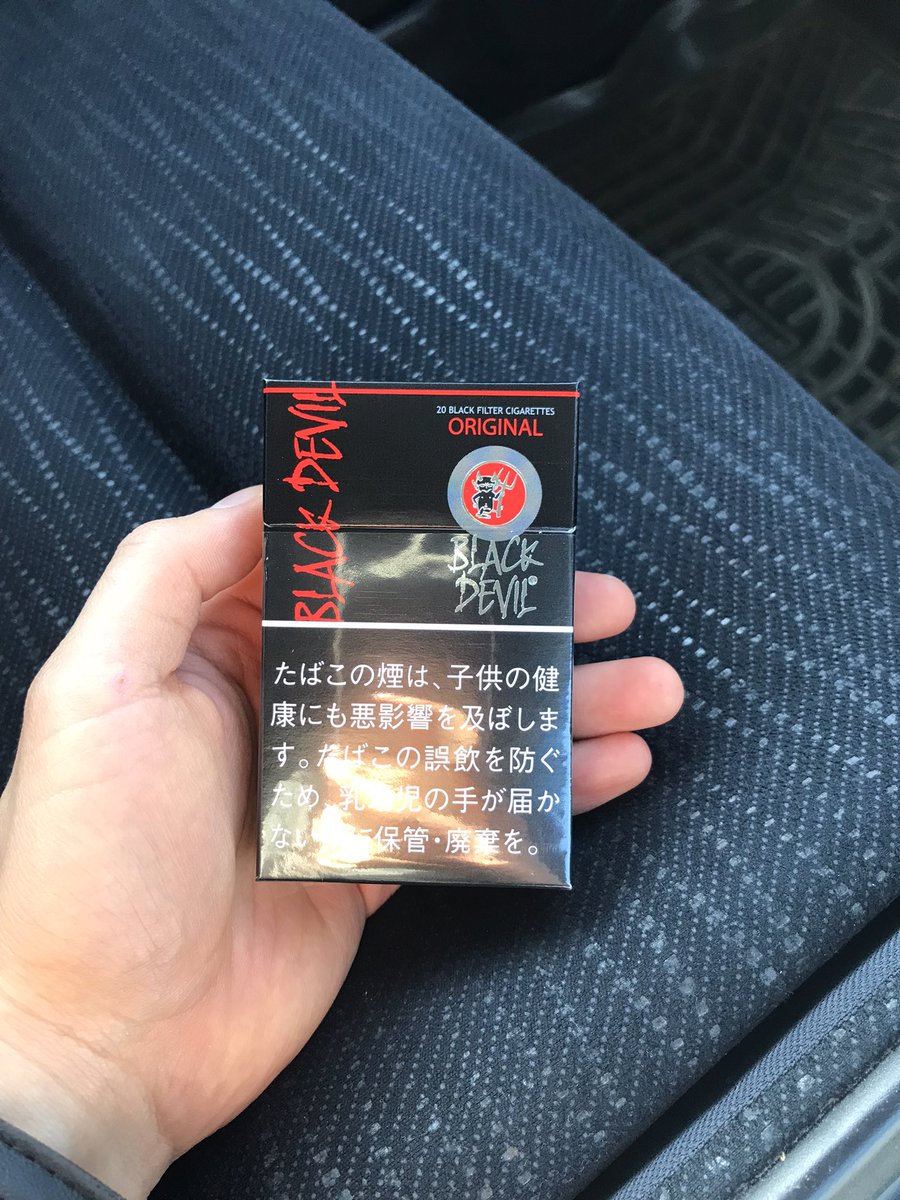 20 BLACK FILTER CIGARETTES
ORIGINAL
BLACK DEVIL
BLACK
DEVIL®
たばこの煙は、子供の健
康にも悪影響を及ぼしま
す。たばこの誤飲を防ぐ
ため、乳幼児の手が届か
ない 保管・廃棄を。